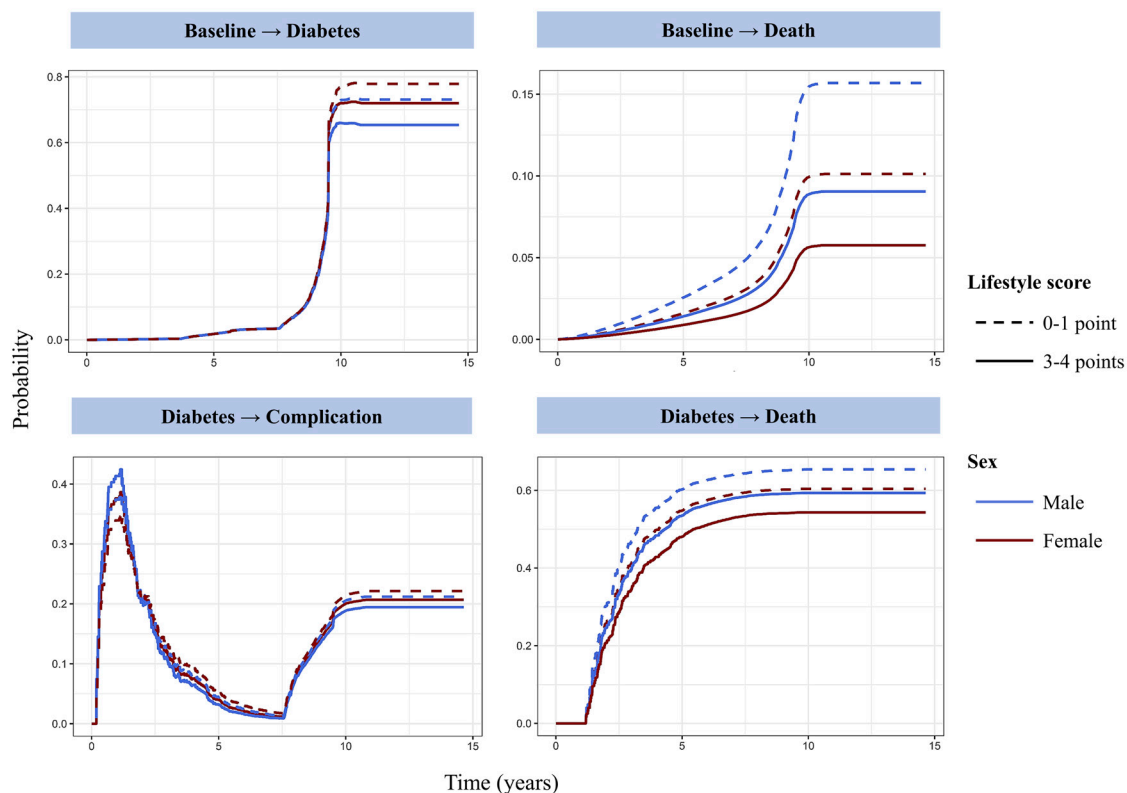 Baseline → Diabetes
Baseline → Death
0.8
0.6
0.4
0.2
0.0
0 5 10 15
0.15
0.10
0.05
0.00
0 5 10 15
Lifestyle score
0-1 point
3-4 points
Probability
Diabetes → Complication
Diabetes → Death
0.4
0.3
0.2
0.1
0.0
0 5 10 15
0.6
0.4
0.2
0.0
0 5 10 15
Sex
Male
Female
Time (years)